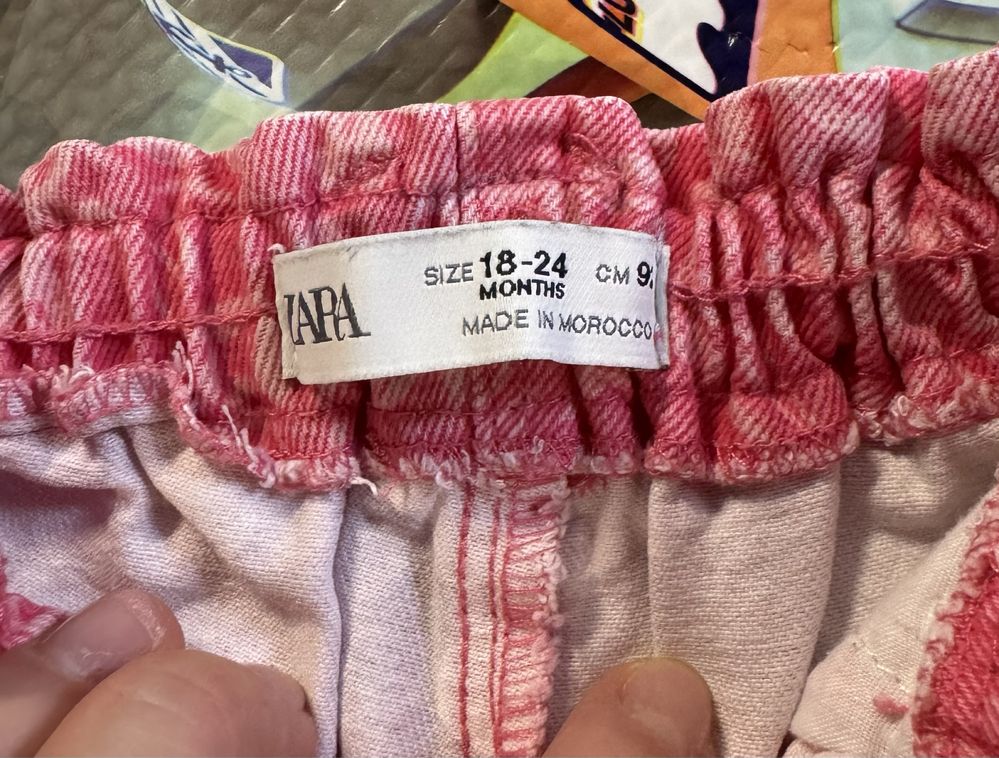 ZARA
SIZE 18-24 CM 9
MONTHS
MADE IN MOROCCO